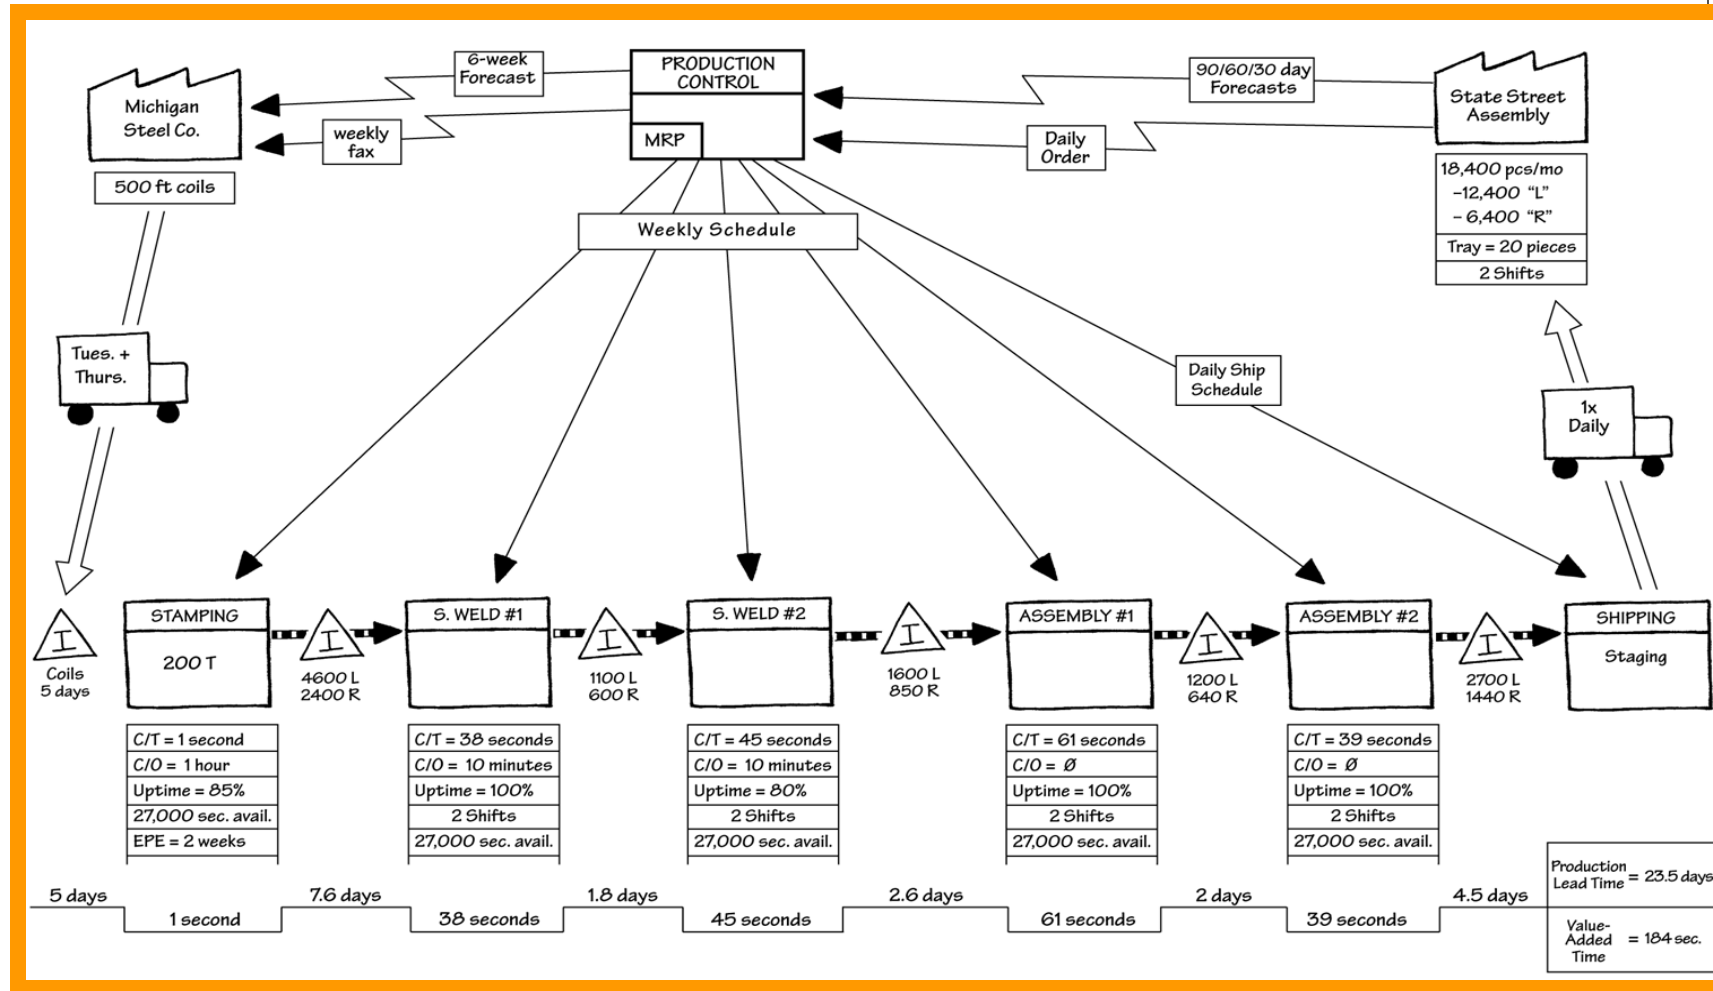 6-week
Forecast
PRODUCTION
CONTROL
90/60/30 day
Forecasts
Michigan
Steel Co.
State Street
Assembly
weekly
fax
MRP
Daily
Order
500 ft coils
18,400 pcs/mo
-12,400 "L"
- 6,400 "R"
Tray = 20 pieces
2 Shifts
Weekly Schedule
Tues. +
Thurs.
Daily Ship
Schedule
1x
Daily
STAMPING
200 T
S. WELD #1
S. WELD #2
ASSEMBLY #1
ASSEMBLY #2
SHIPPING
Staging
I
Coils
5 days
I
4600 L
2400 R
I
1100 L
600 R
I
1600 L
850 R
I
1200 L
640 R
I
2700 L
1440 R
C/T = 1 second
C/O = 1 hour
Uptime = 85%
27,000 sec. avail.
EPE = 2 weeks
C/T = 38 seconds
C/O = 10 minutes
Uptime = 100%
2 Shifts
27,000 sec. avail.
C/T = 45 seconds
C/O = 10 minutes
Uptime = 80%
2 Shifts
27,000 sec. avail.
C/T = 61 seconds
C/O = Ø
Uptime = 100%
2 Shifts
27,000 sec. avail.
C/T = 39 seconds
C/O = Ø
Uptime = 100%
2 Shifts
27,000 sec. avail.
5 days
1 second
7.6 days
38 seconds
1.8 days
45 seconds
2.6 days
61 seconds
2 days
39 seconds
4.5 days
Production
Lead Time = 23.5 days
Value-
Added = 184 sec.
Time